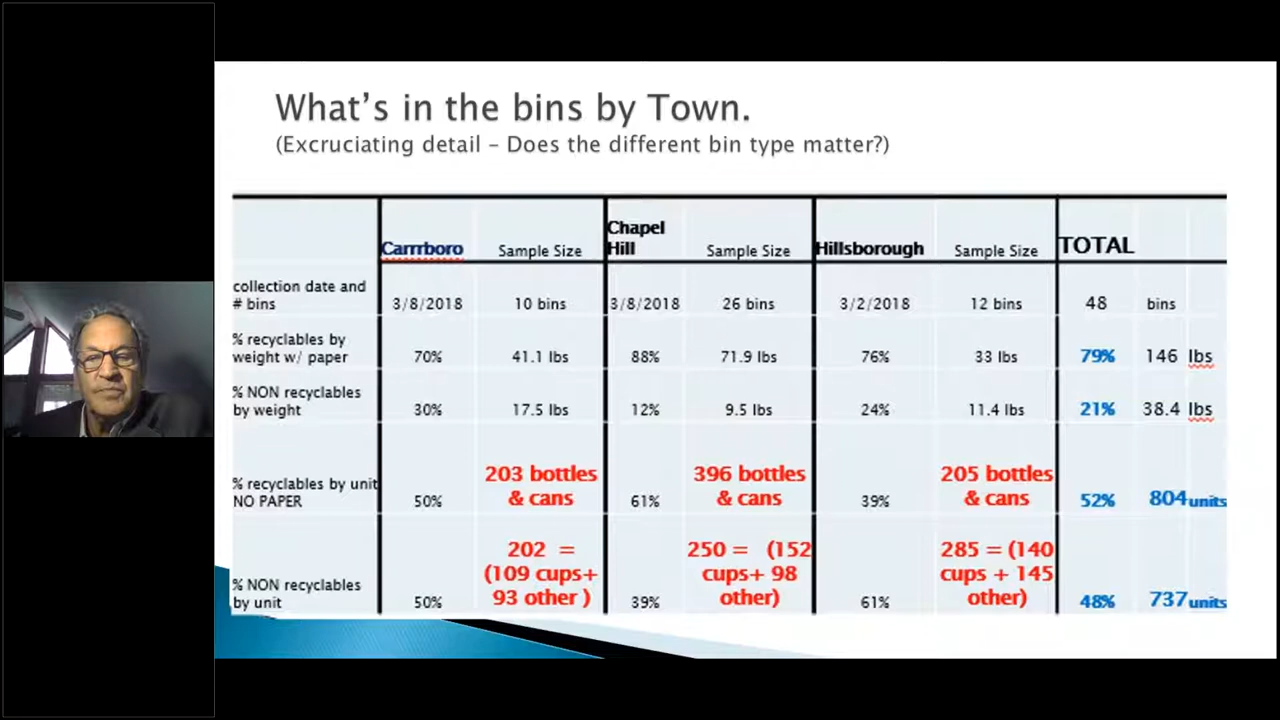 What's in the bins by Town.
(Excruciating detail – Does the different bin type matter?)
Carrrboro Sample Size Chapel Hill Sample Size Hillsborough Sample Size TOTAL
collection date and # bins 3/8/2018 10 bins 3/8/2018 26 bins 3/2/2018 12 bins 48 bins
% recyclables by weight w/ paper 70% 41.1 lbs 88% 71.9 lbs 76% 33 lbs 79% 146 lbs
% NON recyclables by weight 30% 17.5 lbs 12% 9.5 lbs 24% 11.4 lbs 21% 38.4 lbs
% recyclables by unit NO PAPER 50% 203 bottles & cans 61% 396 bottles & cans 39% 205 bottles & cans 52% 804 units
% NON recyclables by unit 50% 202 = (109 cups+ 93 other ) 39% 250 = (152 cups+ 98 other) 61% 285 = (140 cups + 145 other) 48% 737 units